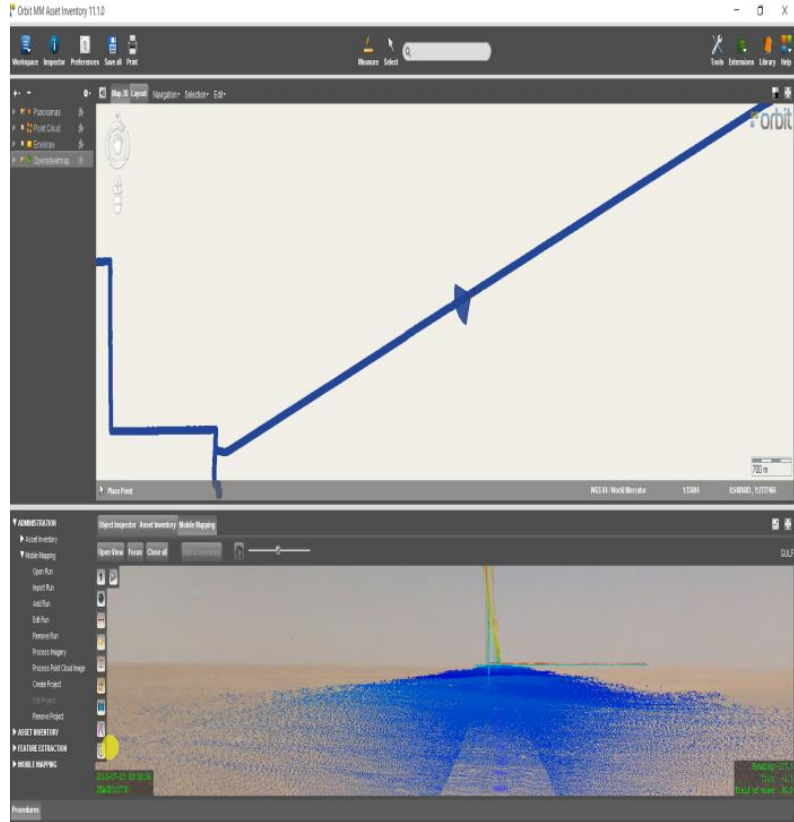 Orbit MM Asset Inventory 11.1.0
Workspace Inspector Preferences Save all Print
Measure Select
Tools Extensions Library Help
Map 2D Layout Navigation Selection Edit
Panoramas
Point Cloud
Envelope
Openstreetmap
orbit
700 m
Place Point
WGS 84 / World Mercator
ADMINISTRATION
Asset Inventory
Mobile Mapping
Open Run
Import Run
Add Run
Edit Run
Remove Run
Process Imagery
Process Point Cloud Image
Create Project
Edit Project
Remove Project
ASSET INVENTORY
FEATURE EXTRACTION
MOBILE MAPPING
Object Inspector Asset Inventory Mobile Mapping
Open View Focus Close all
GULF
Heading:
Field of view:
Procedures